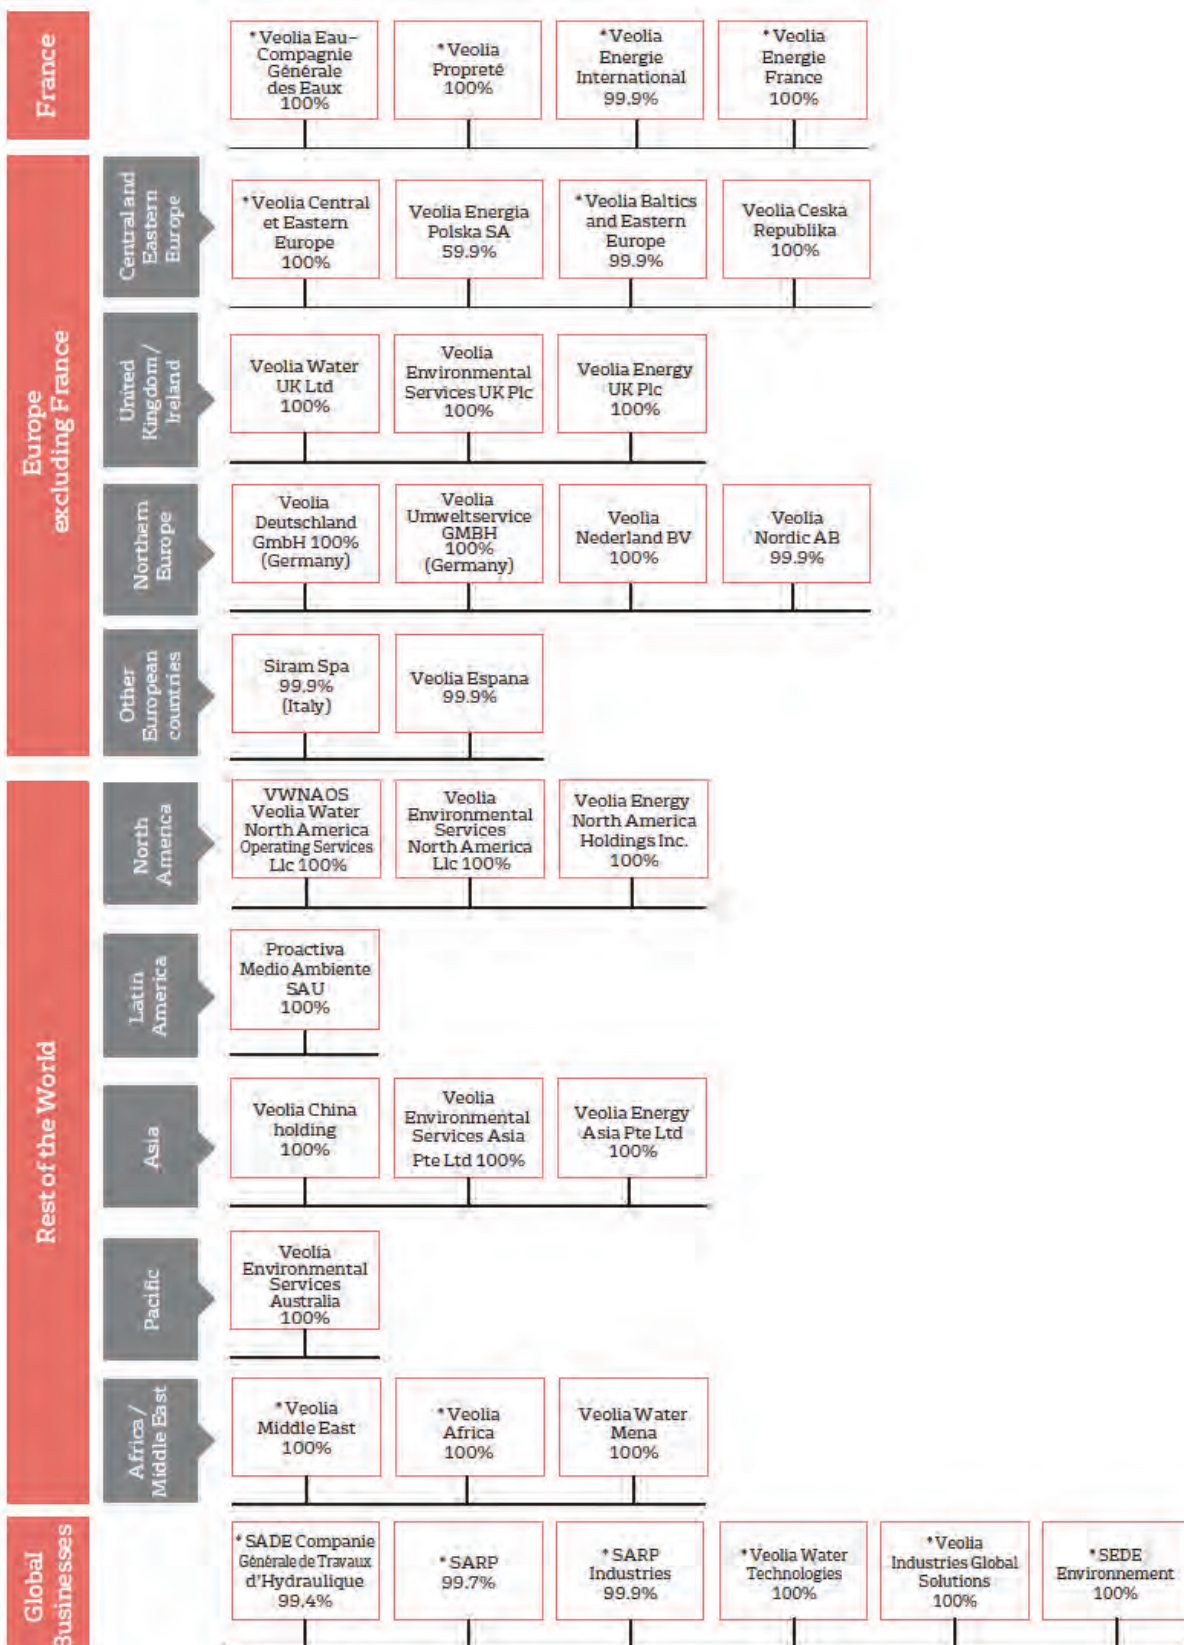 France
* Veolia Eau–
Compagnie
Générale
des Eaux
100%
* Veolia
Propreté
100%
* Veolia
Energie
International
99.9%
* Veolia
Energie
France
100%
Europe
excluding France
Central and
Eastern
Europe
* Veolia Central
et Eastern
Europe
100%
Veolia Energia
Polska SA
59.9%
* Veolia Baltics
and Eastern
Europe
99.9%
Veolia Ceska
Republika
100%
United
Kingdom /
Ireland
Veolia Water
UK Ltd
100%
Veolia
Environmental
Services UK Plc
100%
Veolia Energy
UK Plc
100%
Northern
Europe
Veolia
Deutschland
GmbH 100%
(Germany)
Veolia
Umweltservice
GMBH
100%
(Germany)
Veolia
Nederland BV
100%
Veolia
Nordic AB
99.9%
Other
European
countries
Siram Spa
99.9%
(Italy)
Veolia Espana
99.9%
Rest of the World
North
America
VWNAOS
Veolia Water
North America
Operating Services
Llc 100%
Veolia
Environmental
Services
North America
Llc 100%
Veolia Energy
North America
Holdings Inc.
100%
Latin
America
Proactiva
Medio Ambiente
SAU
100%
Asia
Veolia China
holding
100%
Veolia
Environmental
Services Asia
Pte Ltd 100%
Veolia Energy
Asia Pte Ltd
100%
Pacific
Veolia
Environmental
Services
Australia
100%
Africa /
Middle East
* Veolia
Middle East
100%
* Veolia
Africa
100%
Veolia Water
Mena
100%
Global
Businesses
* SADE Companie
Générale de Travaux
d'Hydraulique
99.4%
* SARP
99.7%
* SARP
Industries
99.9%
* Veolia Water
Technologies
100%
* Veolia
Industries Global
Solutions
100%
* SEDE
Environnement
100%